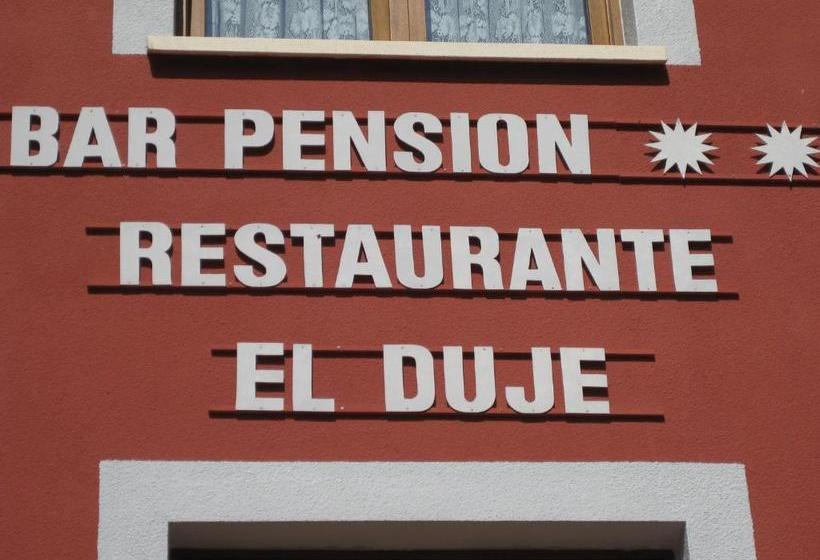 BAR PENSION
RESTAURANTE
EL DUJE